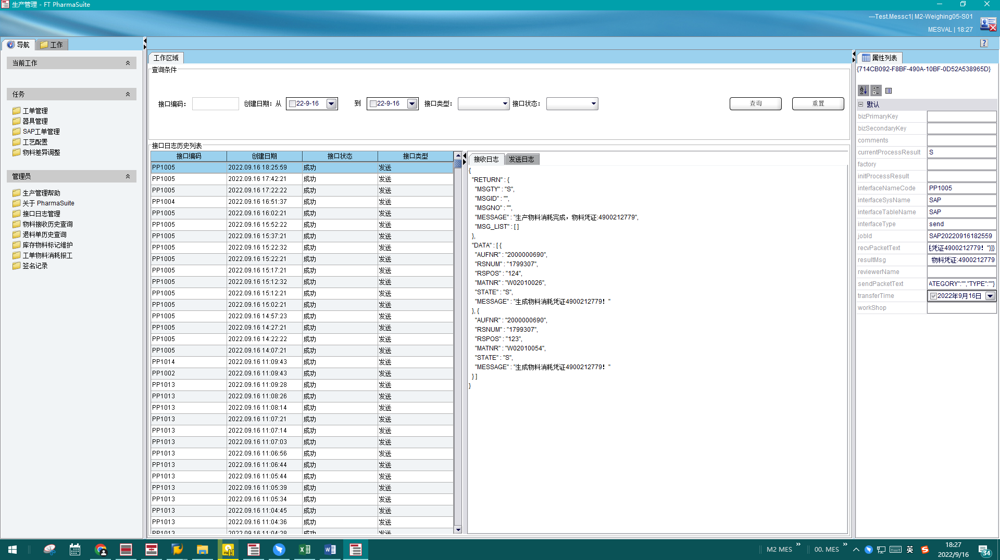 生产管理 - FT PharmaSuite
---Test.Messc1| M2-Weighing05-S01
MESVAL | 18:27
导航
工作
当前工作
任务
工单管理
器具管理
SAP工单管理
工艺配置
物料差异调整
管理员
生产管理帮助
关于 PharmaSuite
接口日志管理
物料接收历史查询
退料单历史查询
库存物料标记维护
工单物料消耗报工
签名记录
工作区域
查询条件
接口编码：
创建日期：从 22-9-16 到 22-9-16 接口类型： 接口状态：
查询
重置
接口日志历史列表
接口编码 创建日期 接口状态 接口类型
PP1005 2022.09.16 18:25:59 成功 发送
PP1005 2022.09.16 17:42:21 成功 发送
PP1005 2022.09.16 17:22:22 成功 发送
PP1004 2022.09.16 16:51:37 成功 发送
PP1005 2022.09.16 16:02:21 成功 发送
PP1005 2022.09.16 15:52:22 成功 发送
PP1005 2022.09.16 15:37:21 成功 发送
PP1005 2022.09.16 15:22:32 成功 发送
PP1005 2022.09.16 15:22:21 成功 发送
PP1005 2022.09.16 15:17:21 成功 发送
PP1005 2022.09.16 15:12:32 成功 发送
PP1005 2022.09.16 15:12:21 成功 发送
PP1005 2022.09.16 15:02:21 成功 发送
PP1005 2022.09.16 14:57:23 成功 发送
PP1005 2022.09.16 14:27:21 成功 发送
PP1005 2022.09.16 14:22:22 成功 发送
PP1005 2022.09.16 14:07:21 成功 发送
PP1014 2022.09.16 11:09:43 成功 发送
PP1002 2022.09.16 11:09:43 成功 发送
PP1013 2022.09.16 11:09:28 成功 发送
PP1013 2022.09.16 11:08:26 成功 发送
PP1013 2022.09.16 11:08:14 成功 发送
PP1013 2022.09.16 11:07:21 成功 发送
PP1013 2022.09.16 11:07:14 成功 发送
PP1013 2022.09.16 11:07:03 成功 发送
PP1013 2022.09.16 11:06:56 成功 发送
PP1013 2022.09.16 11:06:44 成功 发送
PP1013 2022.09.16 11:05:44 成功 发送
PP1013 2022.09.16 11:05:39 成功 发送
PP1013 2022.09.16 11:05:34 成功 发送
PP1013 2022.09.16 11:04:45 成功 发送
PP1013 2022.09.16 11:04:36 成功 发送
PP1013 2022.09.16 11:04:28 成功 发送
接收日志
发送日志
{
"RETURN" : {
"MSGTY" : "S",
"MSGID" : "",
"MSGNO" : "",
"MESSAGE" : "生产物料消耗完成，物料凭证:4900212779",
"MSG_LIST" : [ ]
},
"DATA" : [ {
"AUFNR" : "2000000690",
"RSNUM" : "1799307",
"RSPOS" : "124",
"MATNR" : "W02010026",
"STATE" : "S",
"MESSAGE" : "生成物料消耗凭证4900212779！"
}, {
"AUFNR" : "2000000690",
"RSNUM" : "1799307",
"RSPOS" : "123",
"MATNR" : "W02010054",
"STATE" : "S",
"MESSAGE" : "生成物料消耗凭证4900212779！"
} ]
}
属性列表
{714CB092-F8BF-490A-10BF-0D52A538965D}
默认
bizPrimaryKey
bizSecondaryKey
comments
currentProcessResult S
factory
initProcessResult
interfaceNameCode PP1005
interfaceSysName SAP
interfaceTableName SAP
interfaceType send
jobId SAP20220916182559
recvPacketText 凭证4900212779！"}]}
resultMsg 物料凭证:4900212779
reviewerName
sendPacketText ATEGORY":"","TYPE":""}
transferTime 2022年9月16日
workShop
M2 MES
00. MES
英
18:27
2022/9/16
34